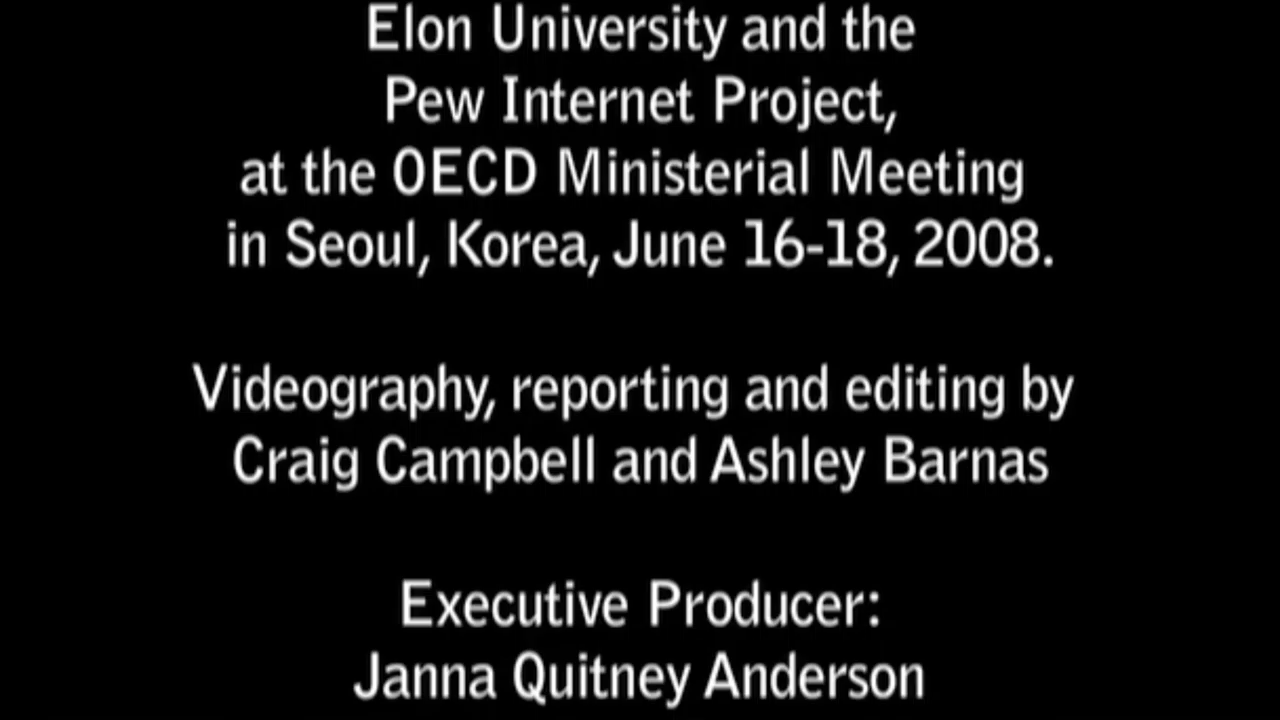 Elon University and the
Pew Internet Project,
at the OECD Ministerial Meeting
in Seoul, Korea, June 16-18, 2008.
Videography, reporting and editing by
Craig Campbell and Ashley Barnas
Executive Producer:
Janna Quitney Anderson